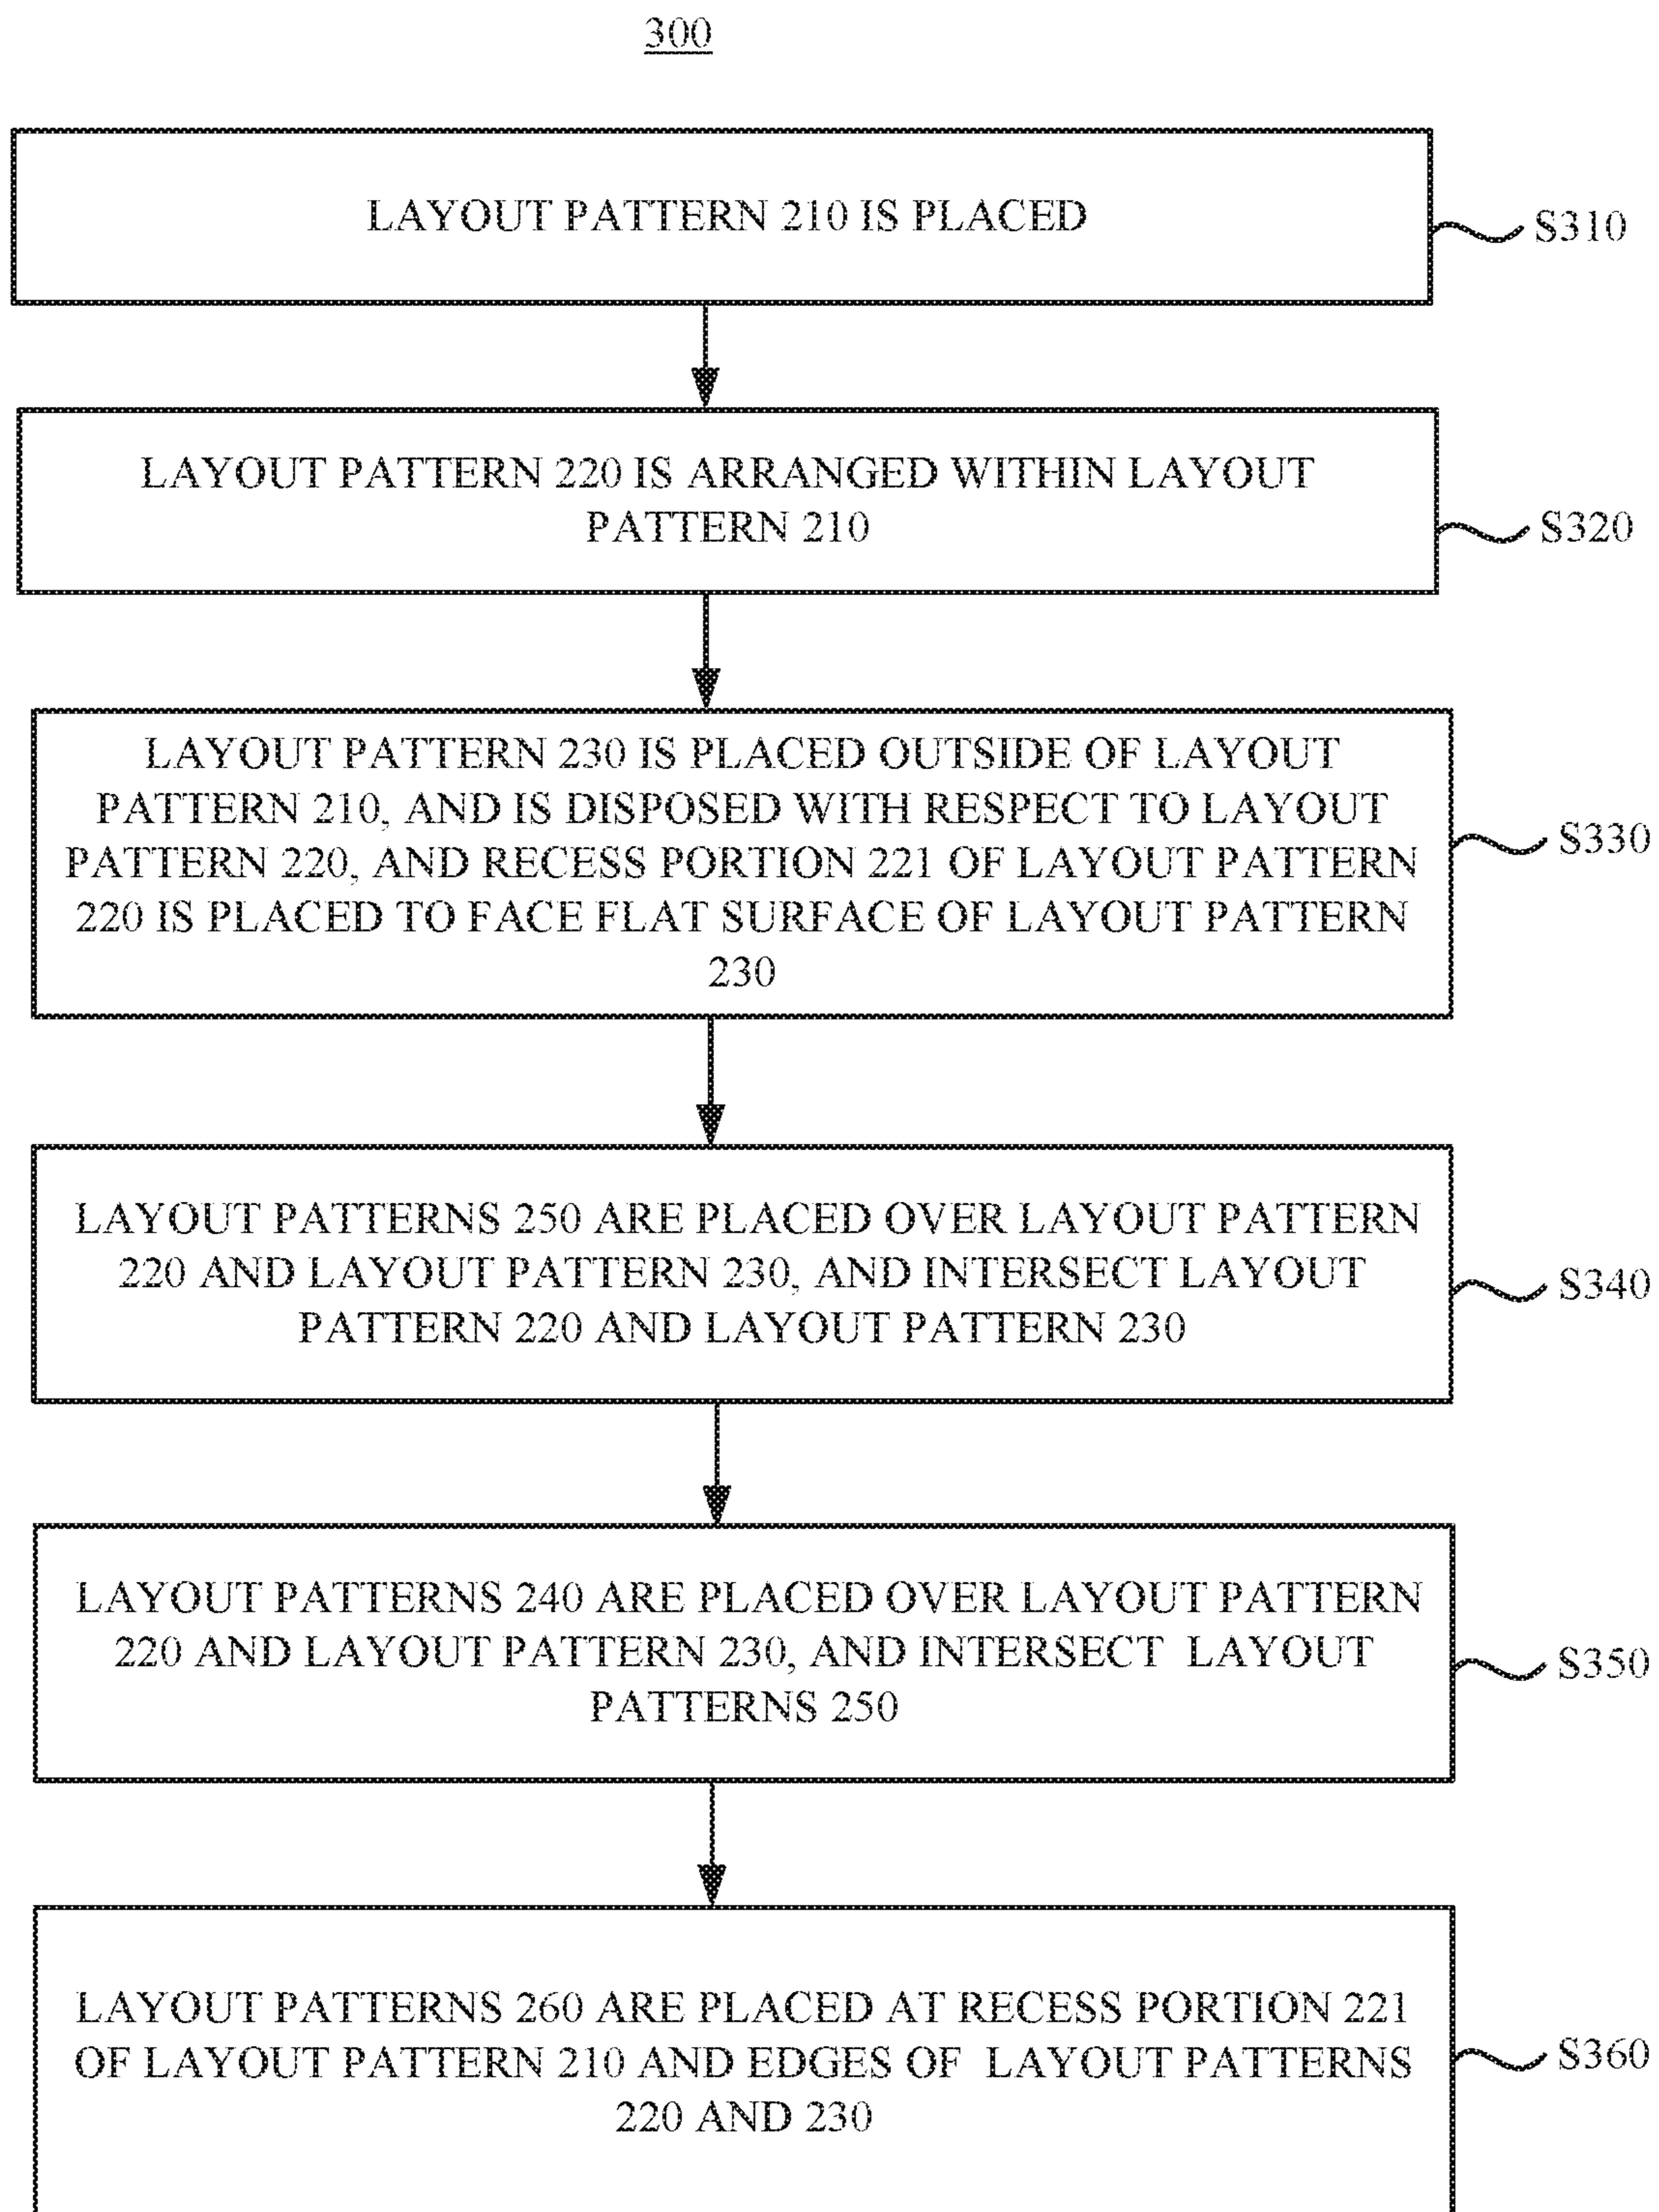 300
LAYOUT PATTERN 210 IS PLACED
S310
LAYOUT PATTERN 220 IS ARRANGED WITHIN LAYOUT
PATTERN 210
S320
LAYOUT PATTERN 230 IS PLACED OUTSIDE OF LAYOUT
PATTERN 210, AND IS DISPOSED WITH RESPECT TO LAYOUT
PATTERN 220, AND RECESS PORTION 221 OF LAYOUT PATTERN
220 IS PLACED TO FACE FLAT SURFACE OF LAYOUT PATTERN
230
S330
LAYOUT PATTERNS 250 ARE PLACED OVER LAYOUT PATTERN
220 AND LAYOUT PATTERN 230, AND INTERSECT LAYOUT
PATTERN 220 AND LAYOUT PATTERN 230
S340
LAYOUT PATTERNS 240 ARE PLACED OVER LAYOUT PATTERN
220 AND LAYOUT PATTERN 230, AND INTERSECT LAYOUT
PATTERNS 250
S350
LAYOUT PATTERNS 260 ARE PLACED AT RECESS PORTION 221
OF LAYOUT PATTERN 210 AND EDGES OF LAYOUT PATTERNS
220 AND 230
S360